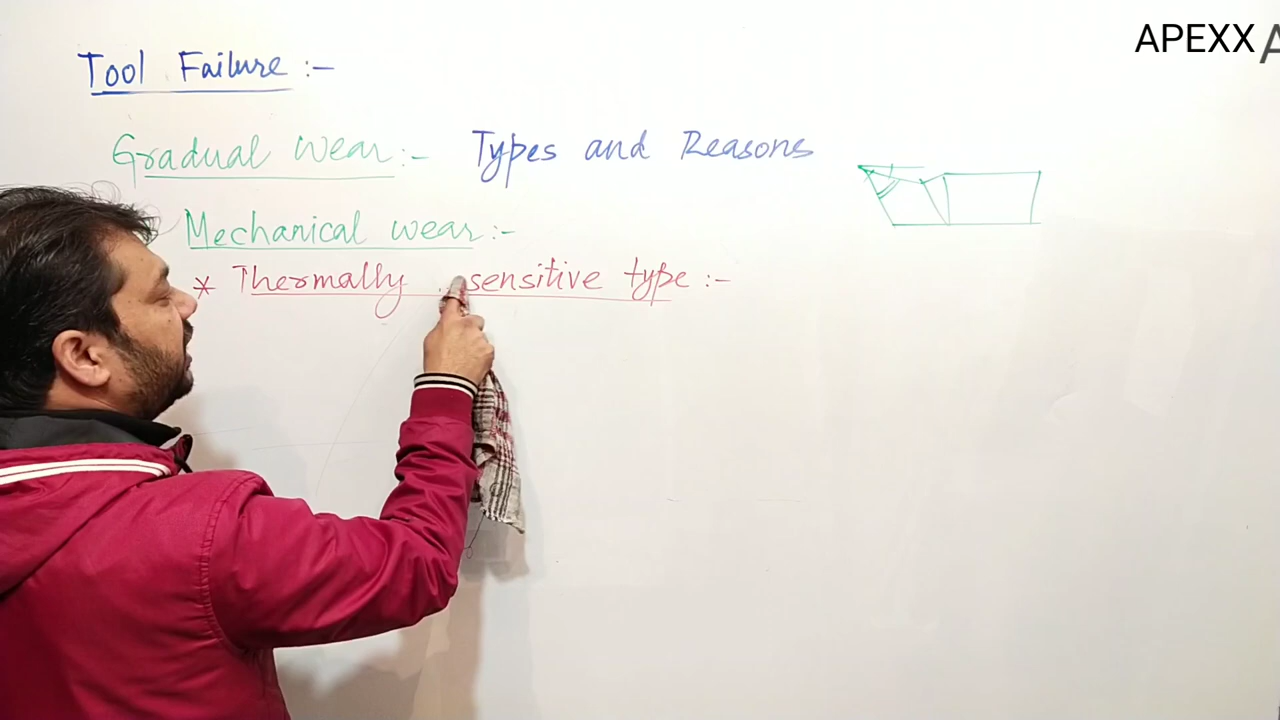 APEXX A
Tool Failure :-
Gradual wear :- Types and Reasons
Mechanical wear :-
* Thermally sensitive type :-